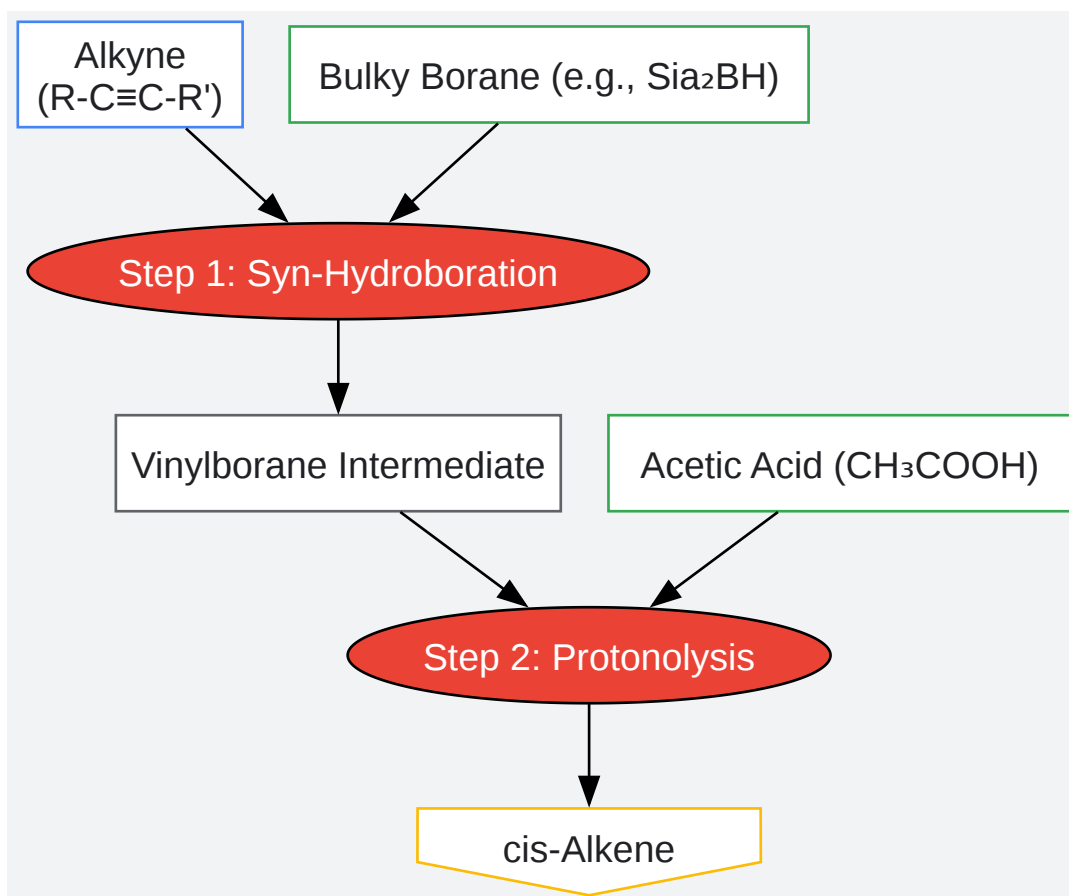 Alkyne
(R-C≡C-R')
Bulky Borane (e.g., Sia₂BH)
Step 1: Syn-Hydroboration
Vinylborane Intermediate
Acetic Acid (CH₃COOH)
Step 2: Protonolysis
cis-Alkene